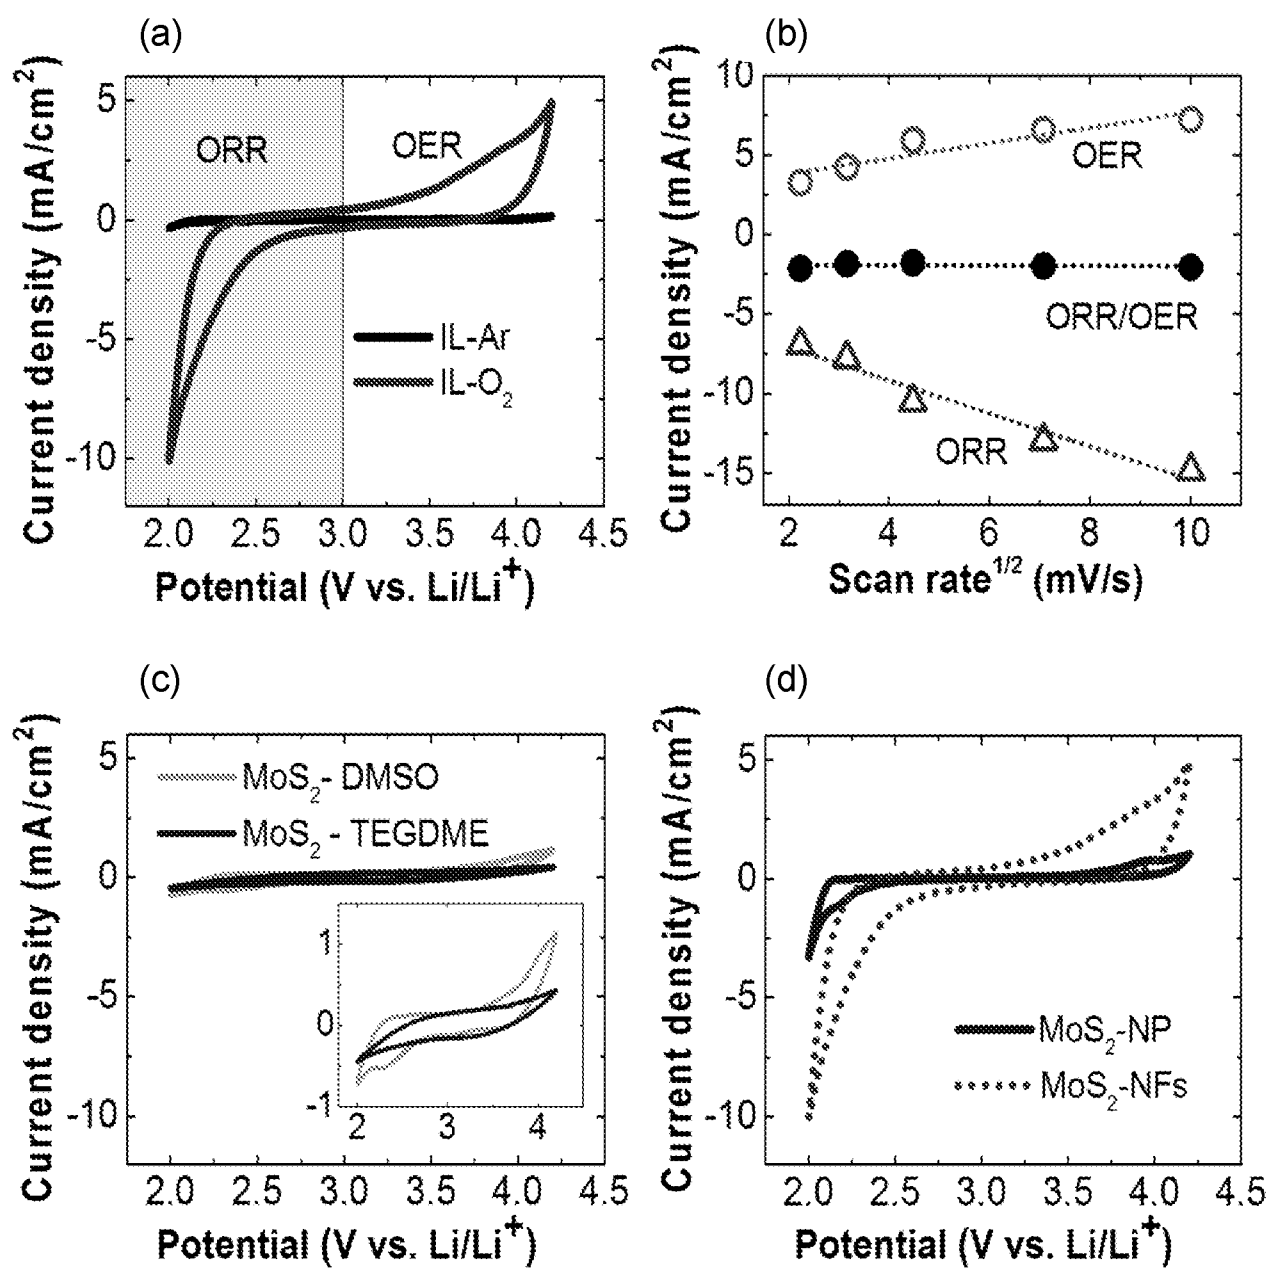 (a)
Current density (mA/cm²)
5
0
-5
-10
ORR
OER
IL-Ar
IL-O₂
2.0 2.5 3.0 3.5 4.0 4.5
Potential (V vs. Li/Li⁺)
(b)
Current density (mA/cm²)
10
5
0
-5
-10
-15
OER
ORR/OER
ORR
2 4 6 8 10
Scan rate¹/² (mV/s)
(c)
Current density (mA/cm²)
5
0
-5
-10
MoS₂- DMSO
MoS₂ - TEGDME
1
0
-1
2 3 4
2.0 2.5 3.0 3.5 4.0 4.5
Potential (V vs. Li/Li⁺)
(d)
Current density (mA/cm²)
5
0
-5
-10
MoS₂-NP
MoS₂-NFs
2.0 2.5 3.0 3.5 4.0 4.5
Potential (V vs. Li/Li⁺)